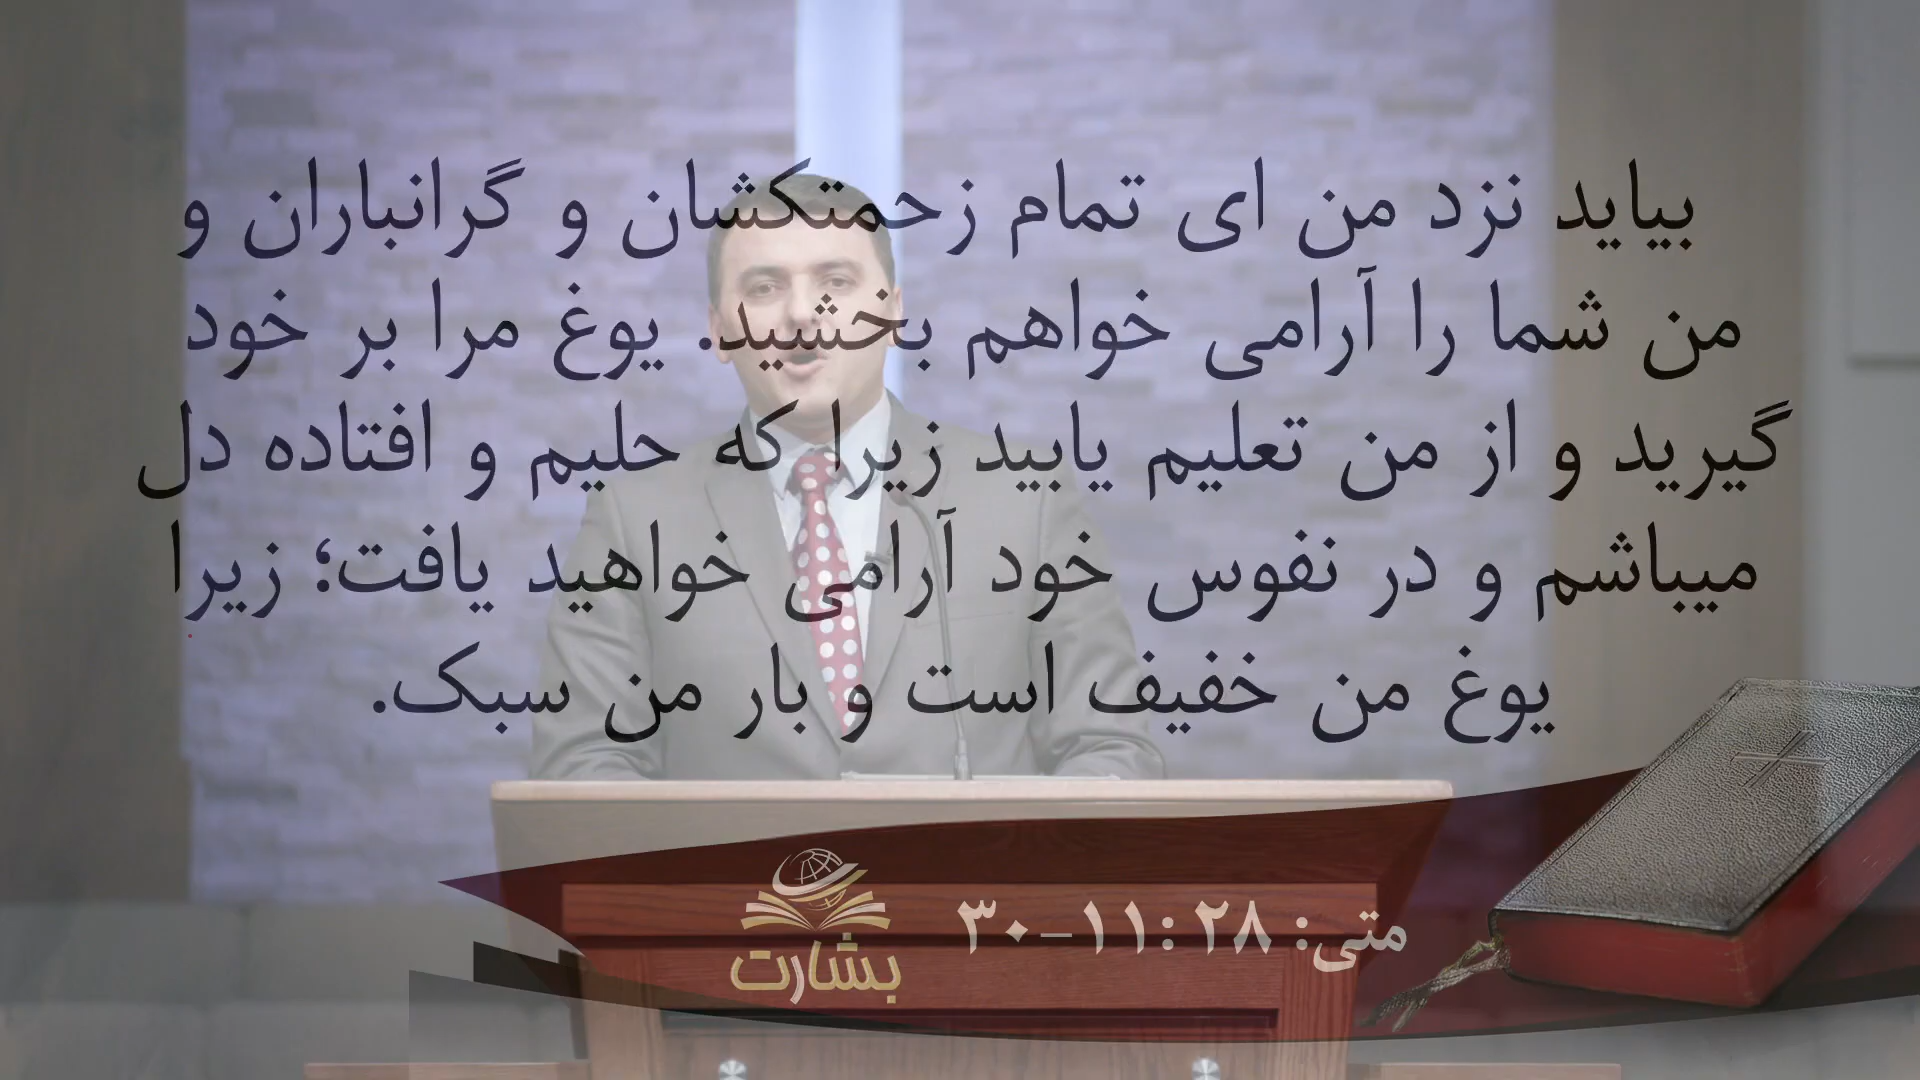 بیاید نزد من ای تمام زحمتکشان و گرانباران و
من شما را آرامی خواهم بخشید. یوغ مرا بر خود
گیرید و از من تعلیم یابید زیرا که حلیم و افتاده دل
میباشم و در نفوس خود آرامی خواهید یافت؛ زیرا
یوغ من خفیف است و بار من سبک.
متی: ۲۸ :۱۱-۳۰
بشارت